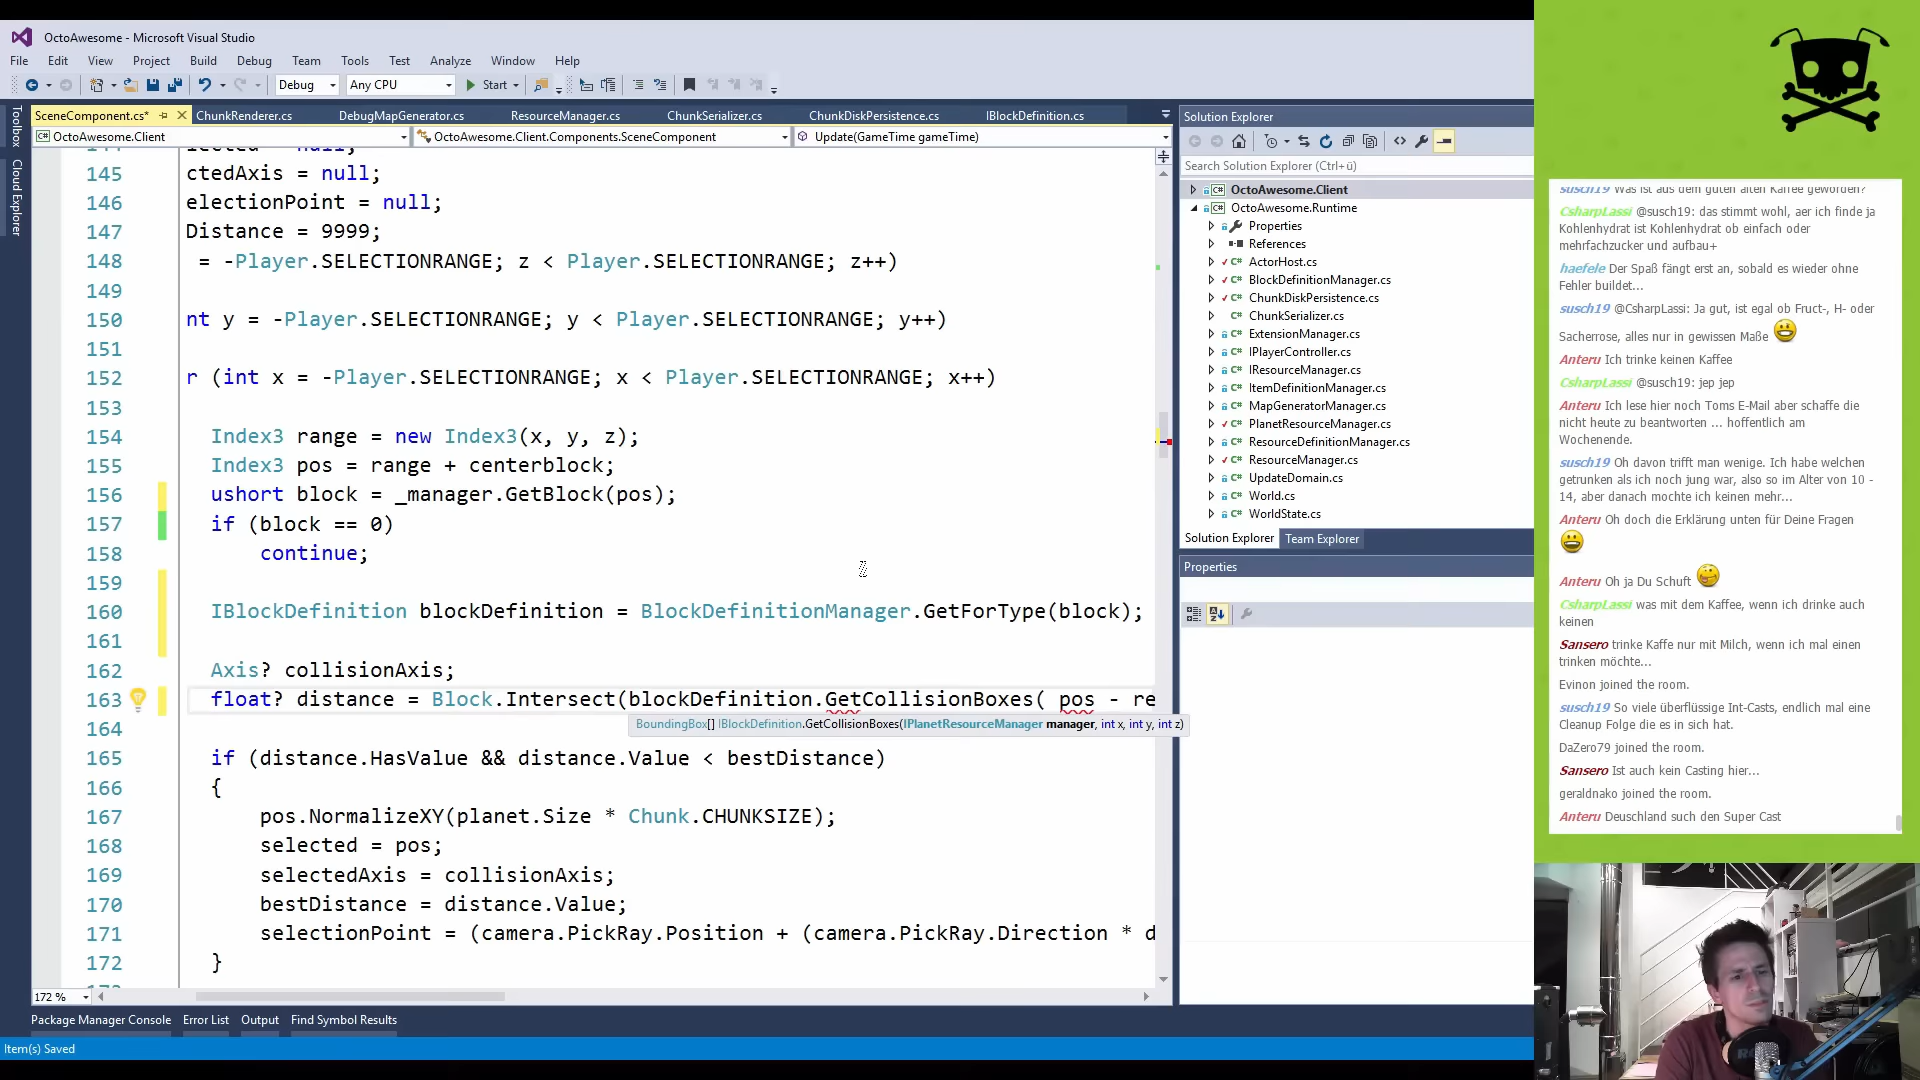 OctoAwesome - Microsoft Visual Studio
File Edit View Project Build Debug Team Tools Test Analyze Window Help
Debug Any CPU Start
SceneComponent.cs* ChunkRenderer.cs DebugMapGenerator.cs ResourceManager.cs ChunkSerializer.cs ChunkDiskPersistence.cs IBlockDefinition.cs
OctoAwesome.Client OctoAwesome.Client.Components.SceneComponent Update(GameTime gameTime)
Toolbox
Cloud Explorer
145 ctedAxis = null;
146 electionPoint = null;
147 Distance = 9999;
148 = -Player.SELECTIONRANGE; z < Player.SELECTIONRANGE; z++)
149
150 nt y = -Player.SELECTIONRANGE; y < Player.SELECTIONRANGE; y++)
151
152 r (int x = -Player.SELECTIONRANGE; x < Player.SELECTIONRANGE; x++)
153
154 Index3 range = new Index3(x, y, z);
155 Index3 pos = range + centerblock;
156 ushort block = _manager.GetBlock(pos);
157 if (block == 0)
158 continue;
159
160 IBlockDefinition blockDefinition = BlockDefinitionManager.GetForType(block);
161
162 Axis? collisionAxis;
163 float? distance = Block.Intersect(blockDefinition.GetCollisionBoxes( pos - re
BoundingBox[] IBlockDefinition.GetCollisionBoxes(IPlanetResourceManager manager, int x, int y, int z)
164
165 if (distance.HasValue && distance.Value < bestDistance)
166 {
167 pos.NormalizeXY(planet.Size * Chunk.CHUNKSIZE);
168 selected = pos;
169 selectedAxis = collisionAxis;
170 bestDistance = distance.Value;
171 selectionPoint = (camera.PickRay.Position + (camera.PickRay.Direction * d
172 }
172 %
Package Manager Console Error List Output Find Symbol Results
Item(s) Saved
Solution Explorer
Search Solution Explorer (Ctrl+ü)
OctoAwesome.Client
OctoAwesome.Runtime
Properties
References
ActorHost.cs
BlockDefinitionManager.cs
ChunkDiskPersistence.cs
ChunkSerializer.cs
ExtensionManager.cs
IPlayerController.cs
IResourceManager.cs
ItemDefinitionManager.cs
MapGeneratorManager.cs
PlanetResourceManager.cs
ResourceDefinitionManager.cs
ResourceManager.cs
UpdateDomain.cs
World.cs
WorldState.cs
Solution Explorer Team Explorer
Properties
susch19 Was ist aus dem guten alten Kaffee geworden?
CsharpLassi @susch19: das stimmt wohl, aer ich finde ja
Kohlenhydrat ist Kohlenhydrat ob einfach oder
mehrfachzucker und aufbau+
haefele Der Spaß fängt erst an, sobald es wieder ohne
Fehler buildet...
susch19 @CsharpLassi: Ja gut, ist egal ob Fruct-, H- oder
Sacherrose, alles nur in gewissen Maße
Anteru Ich trinke keinen Kaffee
CsharpLassi @susch19: jep jep
Anteru Ich lese hier noch Toms E-Mail aber schaffe die
nicht heute zu beantworten ... hoffentlich am
Wochenende.
susch19 Oh davon trifft man wenige. Ich habe welchen
getrunken als ich noch jung war, also so im Alter von 10 -
14, aber danach mochte ich keinen mehr...
Anteru Oh doch die Erklärung unten für Deine Fragen
Anteru Oh ja Du Schuft
CsharpLassi was mit dem Kaffee, wenn ich drinke auch
keinen
Sansero trinke Kaffe nur mit Milch, wenn ich mal einen
trinken möchte...
Evinon joined the room.
susch19 So viele überflüssige Int-Casts, endlich mal eine
Cleanup Folge die es in sich hat.
DaZero79 joined the room.
Sansero Ist auch kein Casting hier...
geraldnako joined the room.
Anteru Deuschland such den Super Cast